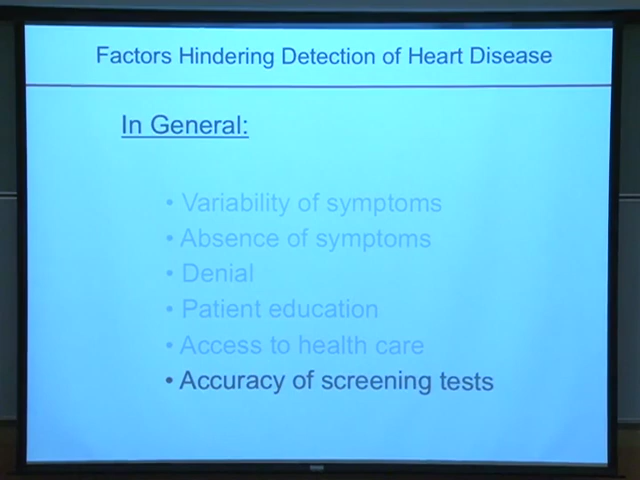 Factors Hindering Detection of Heart Disease
In General:
• Variability of symptoms
• Absence of symptoms
• Denial
• Patient education
• Access to health care
• Accuracy of screening tests